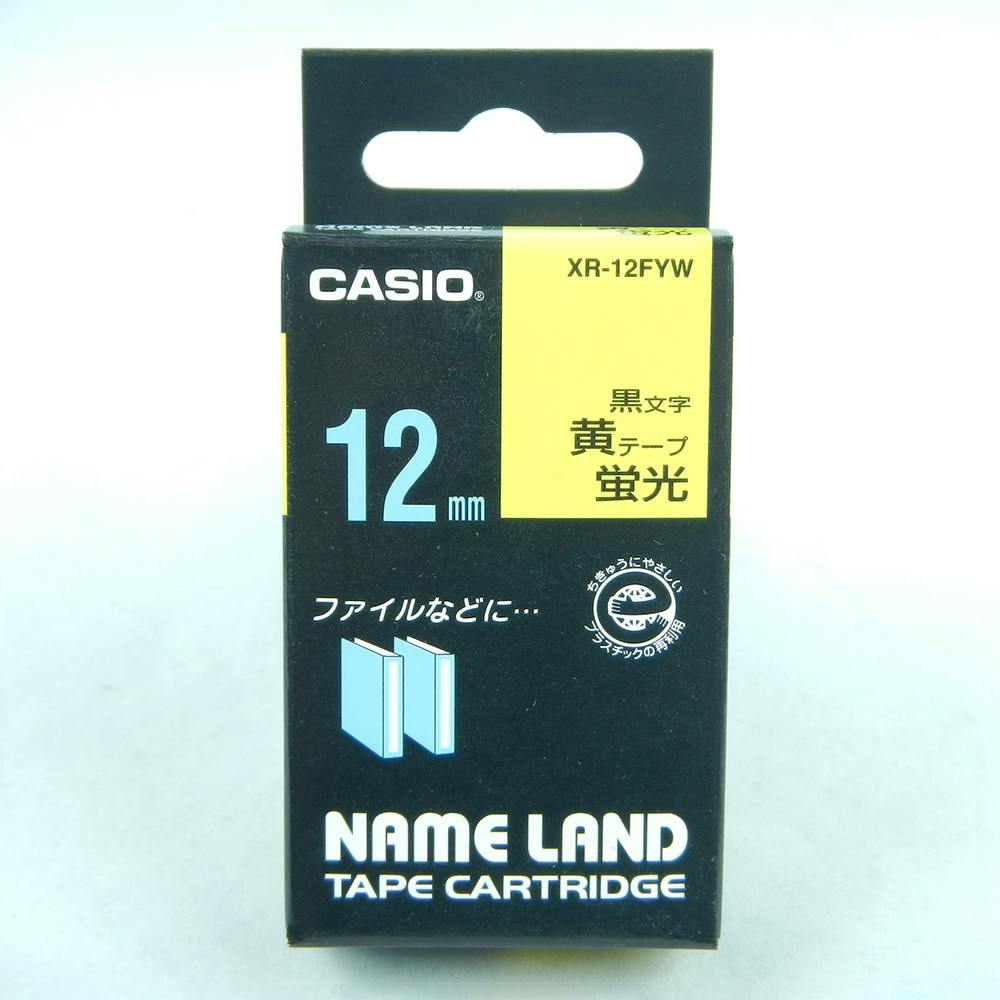 CASIO®
XR-12FYW
黒文字
黄テープ
蛍光
12mm
ちきゅうにやさしい
プラスチックの再利用
ファイルなどに…
NAME LAND
TAPE CARTRIDGE